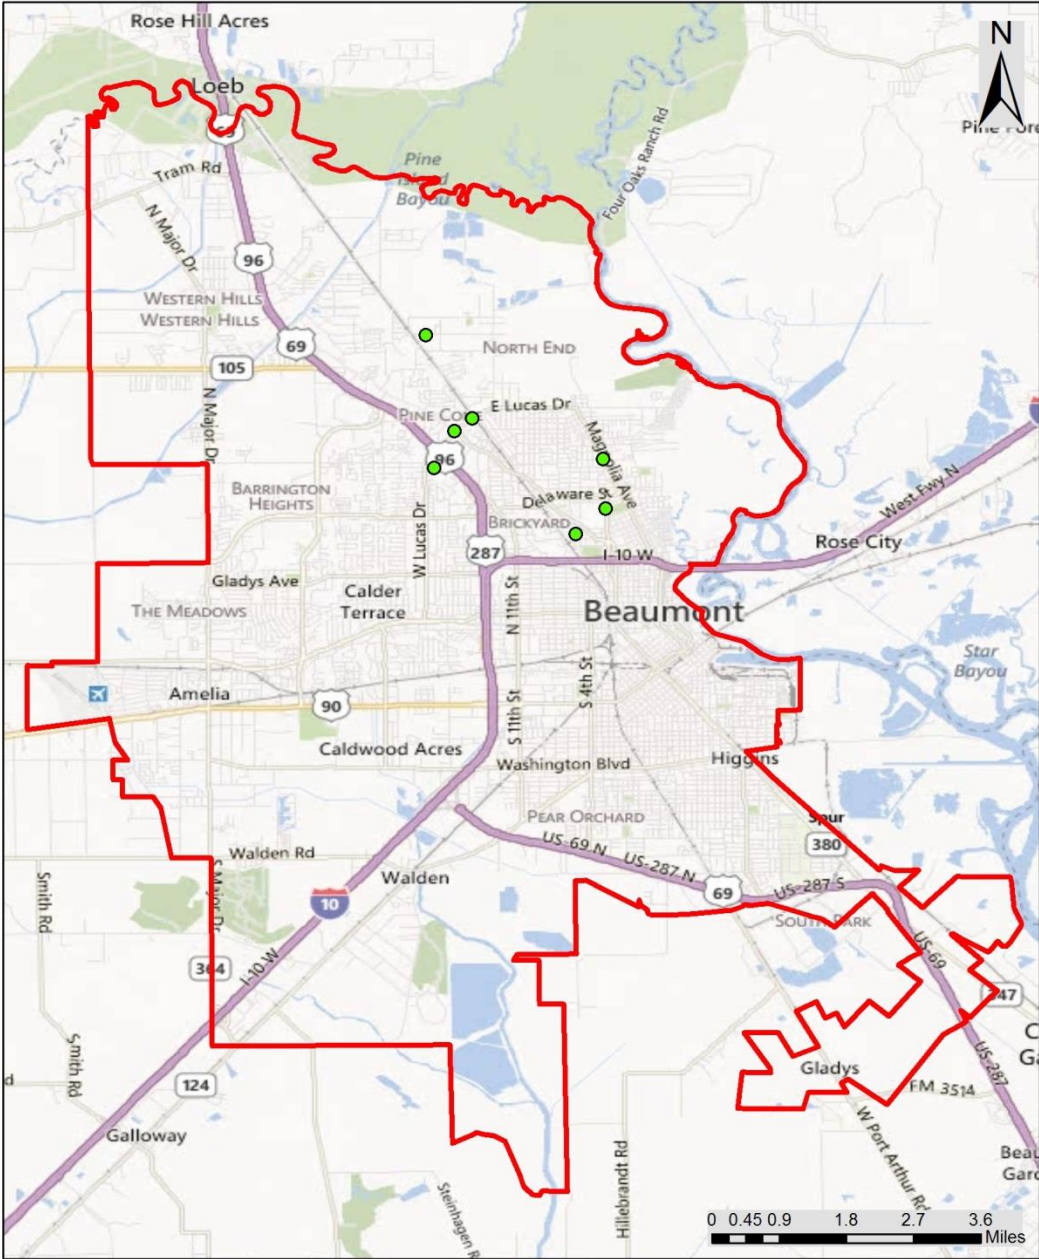 Rose Hill Acres
N
Loeb
69
Pine
Island
Bayou
Four Oaks Ranch Rd
Tram Rd
N Major Dr
96
WESTERN HILLS
WESTERN HILLS
69
NORTH END
105
N Major Dr
E Lucas Dr
Magnolia Ave
96
BARRINGTON
HEIGHTS
Delaware St
BRICKYARD
W Lucas Dr
West Fwy N
Rose City
287
I-10 W
Gladys Ave
Calder
Terrace
N 11th St
THE MEADOWS
Beaumont
Star
Bayou
Amelia
90
S 4th St
S 11th St
Caldwood Acres
Washington Blvd
Higgins
PEAR ORCHARD
Spur
380
US-69 N
US-287 N
Walden Rd
Walden
69
US-287 S
Smith Rd
S Major Dr
10
SOUTH PARK
US-69
364
I-10 W
347
Smith Rd
Gladys
US-287
124
FM 3514
Galloway
W Port Arthur Rd
Hillebrandt Rd
0 0.45 0.9 1.8 2.7 3.6
Miles